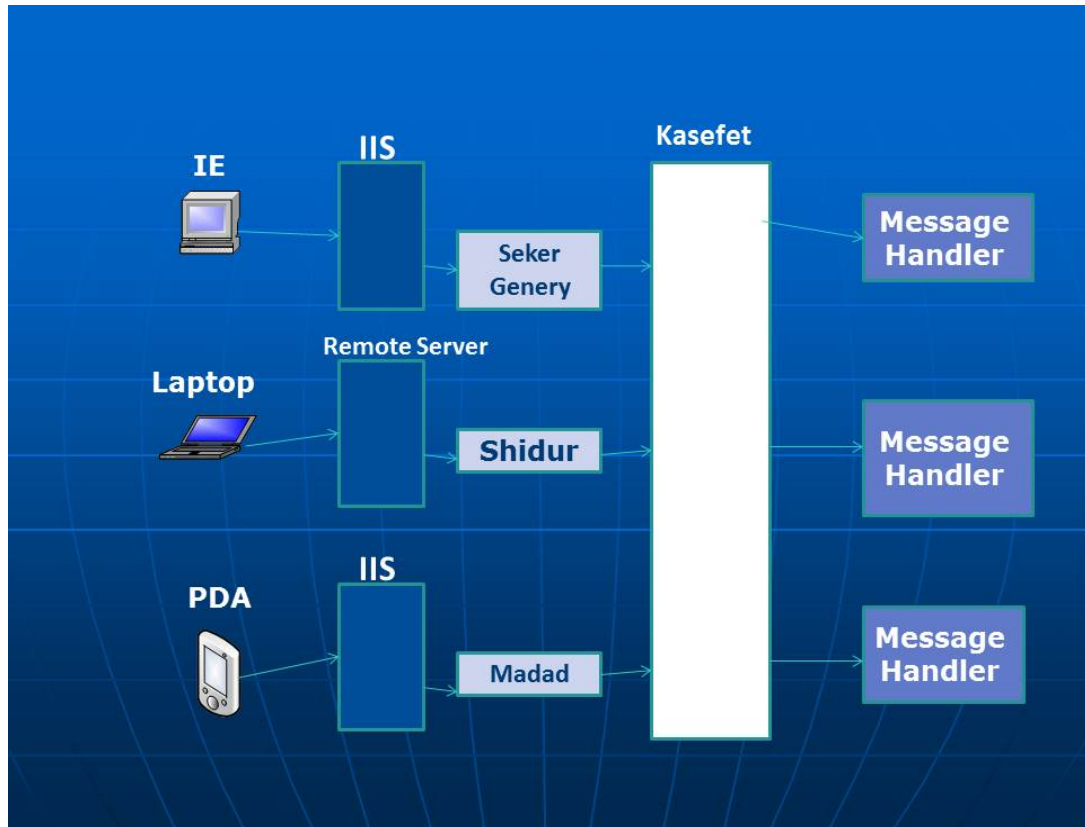 IE
IIS
Kasefet
Seker
Genery
Message
Handler
Laptop
Remote Server
Shidur
Message
Handler
PDA
IIS
Madad
Message
Handler